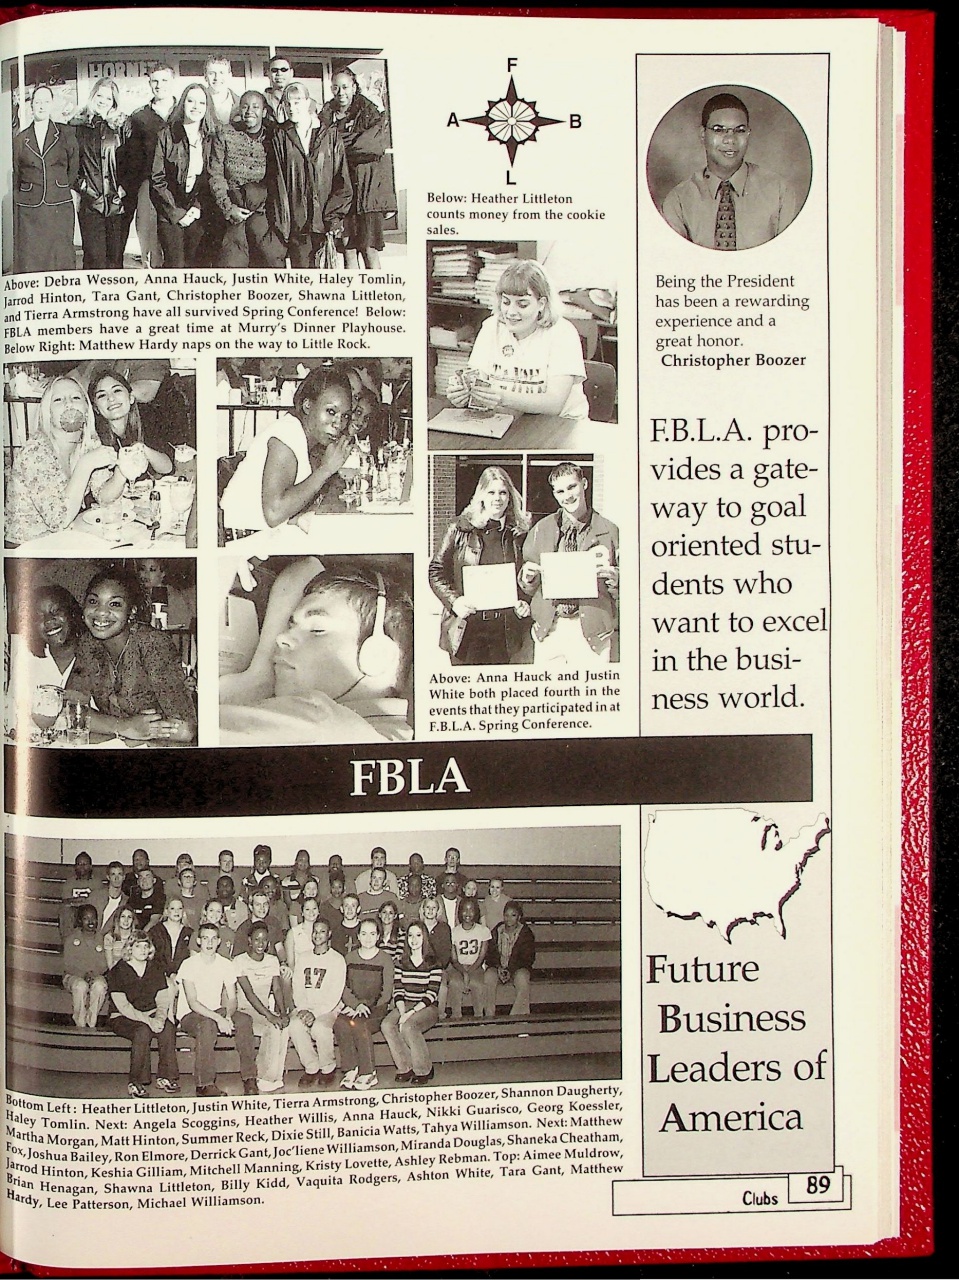 HORNE
F
A B
L
Below: Heather Littleton
counts money from the cookie
sales.
Above: Debra Wesson, Anna Hauck, Justin White, Haley Tomlin,
Jarrod Hinton, Tara Gant, Christopher Boozer, Shawna Littleton,
and Tierra Armstrong have all survived Spring Conference! Below:
FBLA members have a great time at Murry's Dinner Playhouse.
Below Right: Matthew Hardy naps on the way to Little Rock.
Above: Anna Hauck and Justin
White both placed fourth in the
events that they participated in at
F.B.L.A. Spring Conference.
Being the President
has been a rewarding
experience and a
great honor.
Christopher Boozer
F.B.L.A. pro-
vides a gate-
way to goal
oriented stu-
dents who
want to excel
in the busi-
ness world.
FBLA
23
17
Future
Business
Leaders of
America
Bottom Left : Heather Littleton, Justin White, Tierra Armstrong, Christopher Boozer, Shannon Daugherty,
Haley Tomlin. Next: Angela Scoggins, Heather Willis, Anna Hauck, Nikki Guarisco, Georg Koessler,
Martha Morgan, Matt Hinton, Summer Reck, Dixie Still, Banicia Watts, Tahya Williamson. Next: Matthew
Fox, Joshua Bailey, Ron Elmore, Derrick Gant, Joc'liene Williamson, Miranda Douglas, Shaneka Cheatham,
Jarrod Hinton, Keshia Gilliam, Mitchell Manning, Kristy Lovette, Ashley Rebman. Top: Aimee Muldrow,
Brian Henagan, Shawna Littleton, Billy Kidd, Vaquita Rodgers, Ashton White, Tara Gant, Matthew
Hardy, Lee Patterson, Michael Williamson.
Clubs 89